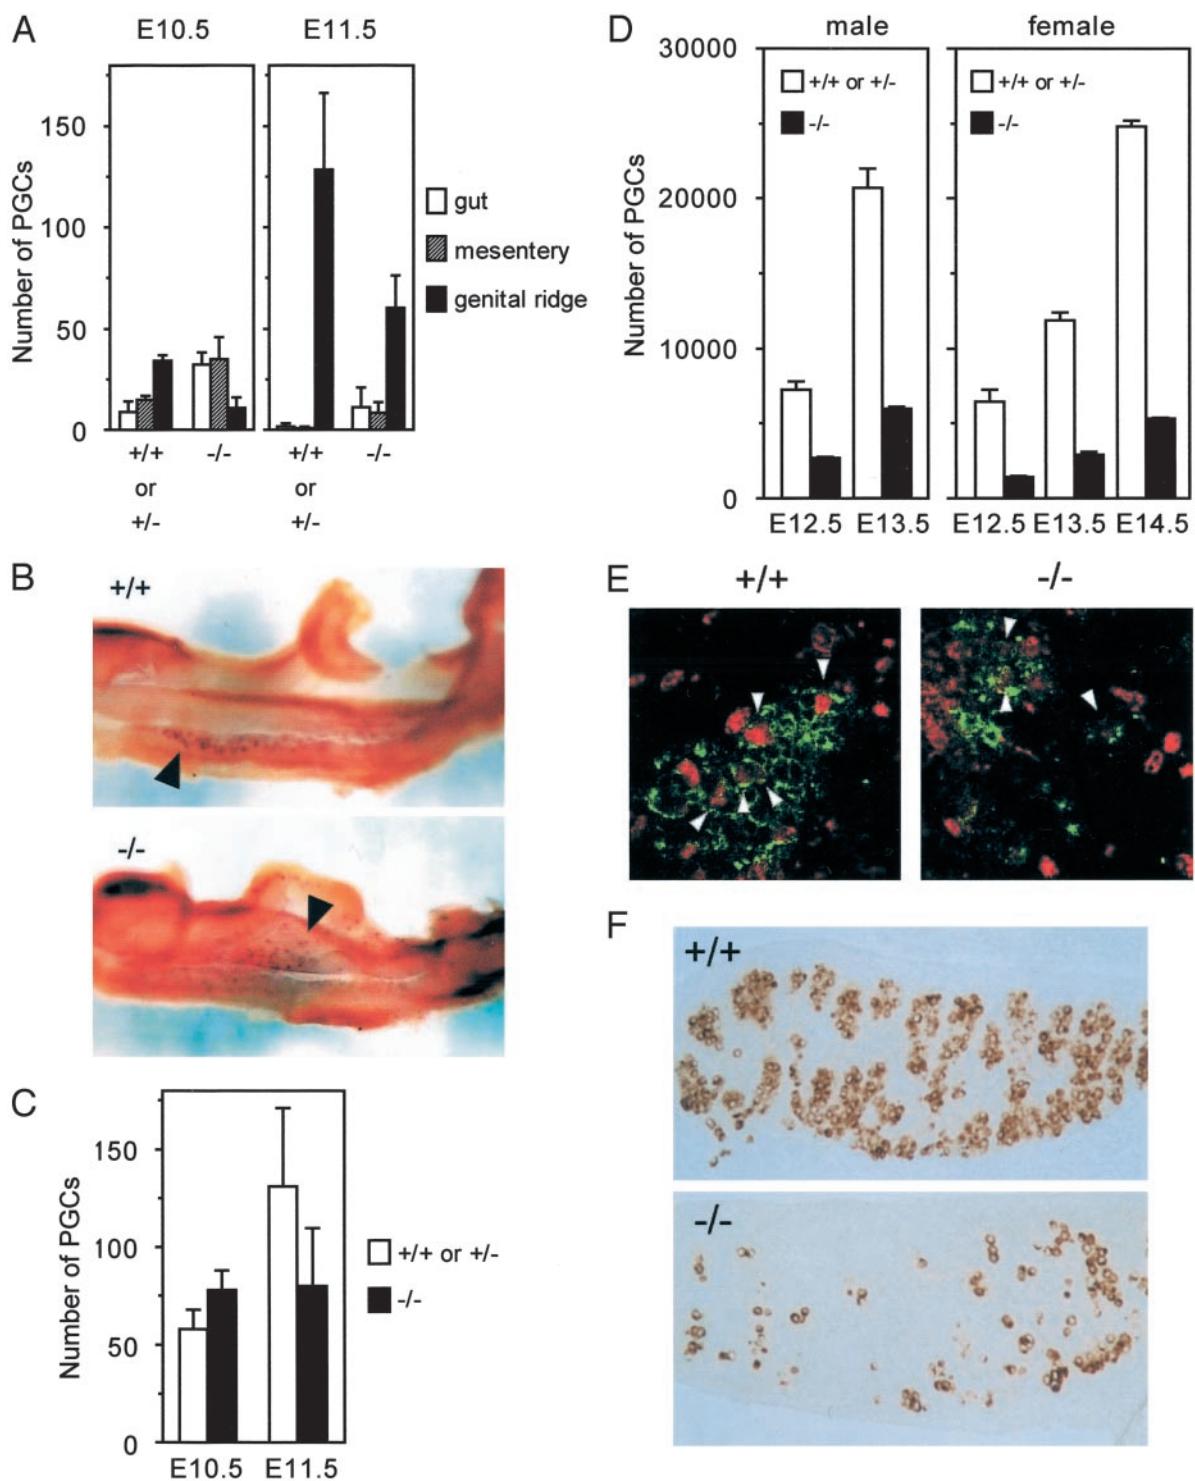 A
E10.5 E11.5
Number of PGCs
150
100
50
0
+/+ or +/-
-/-
+/+ or +/-
-/-
gut
mesentery
genital ridge
B
+/+
-/-
C
Number of PGCs
150
100
50
0
E10.5 E11.5
+/+ or +/-
-/-
D
male female
Number of PGCs
30000
20000
10000
0
+/+ or +/-
-/-
+/+ or +/-
-/-
E12.5 E13.5
E12.5 E13.5 E14.5
E
+/+ -/-
F
+/+
-/-